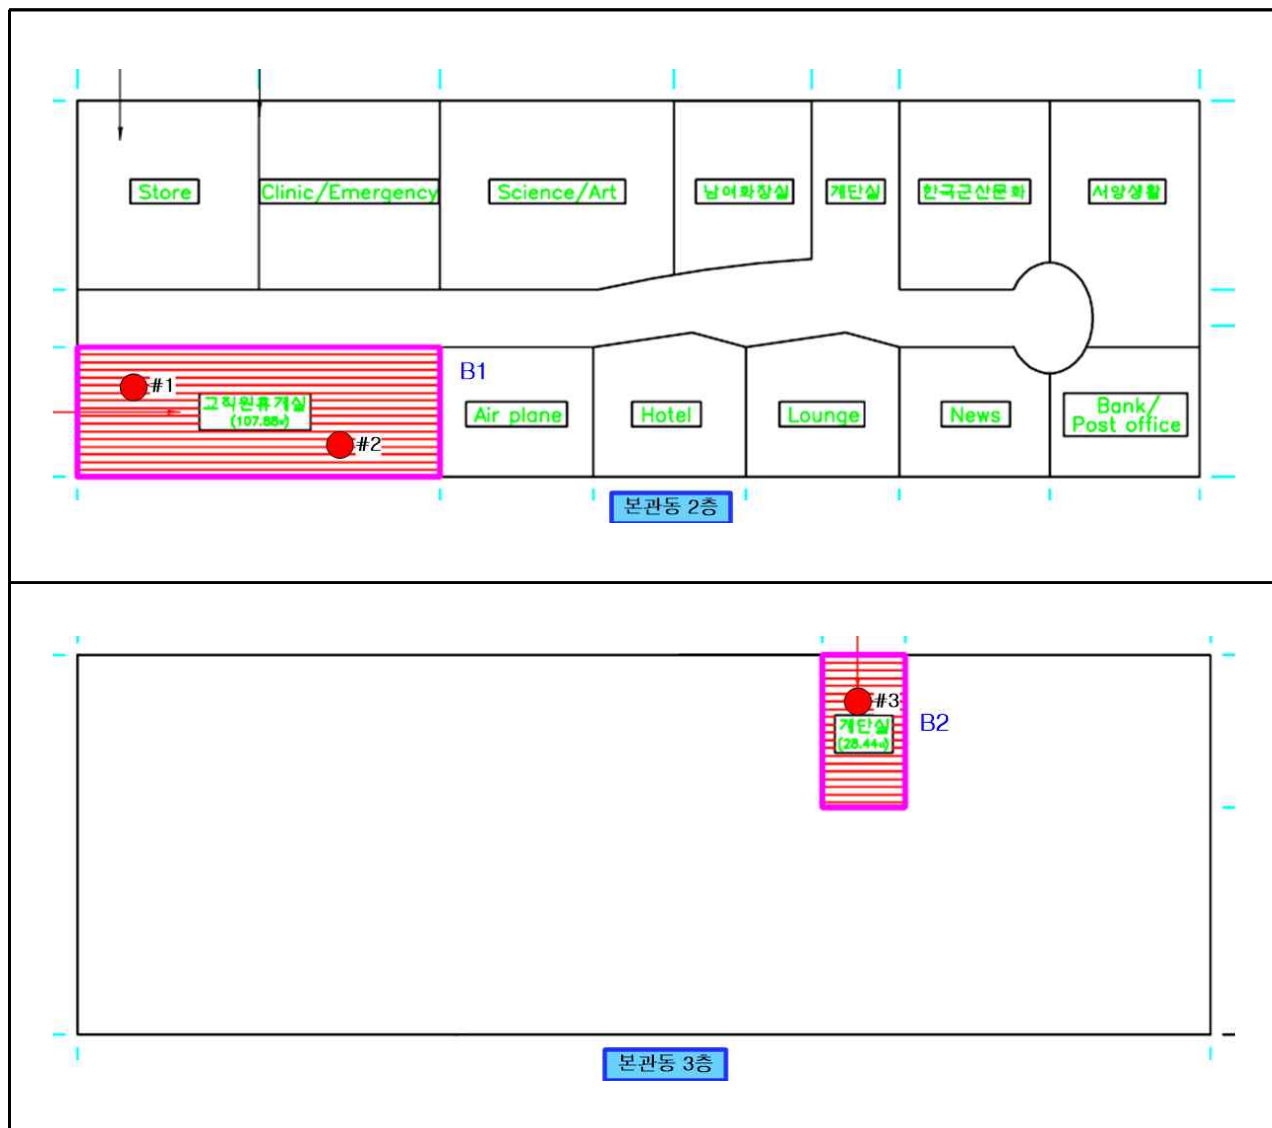 Store
Clinic/Emergency
Science/Art
남여화장실
계단실
한국군산문화
서양생활
B1
#1
교직원휴게실
(107.88㎡)
#2
Air plane
Hotel
Lounge
News
Bank/
Post office
본관동 2층
#3
계단실
(28.44㎡)
B2
본관동 3층